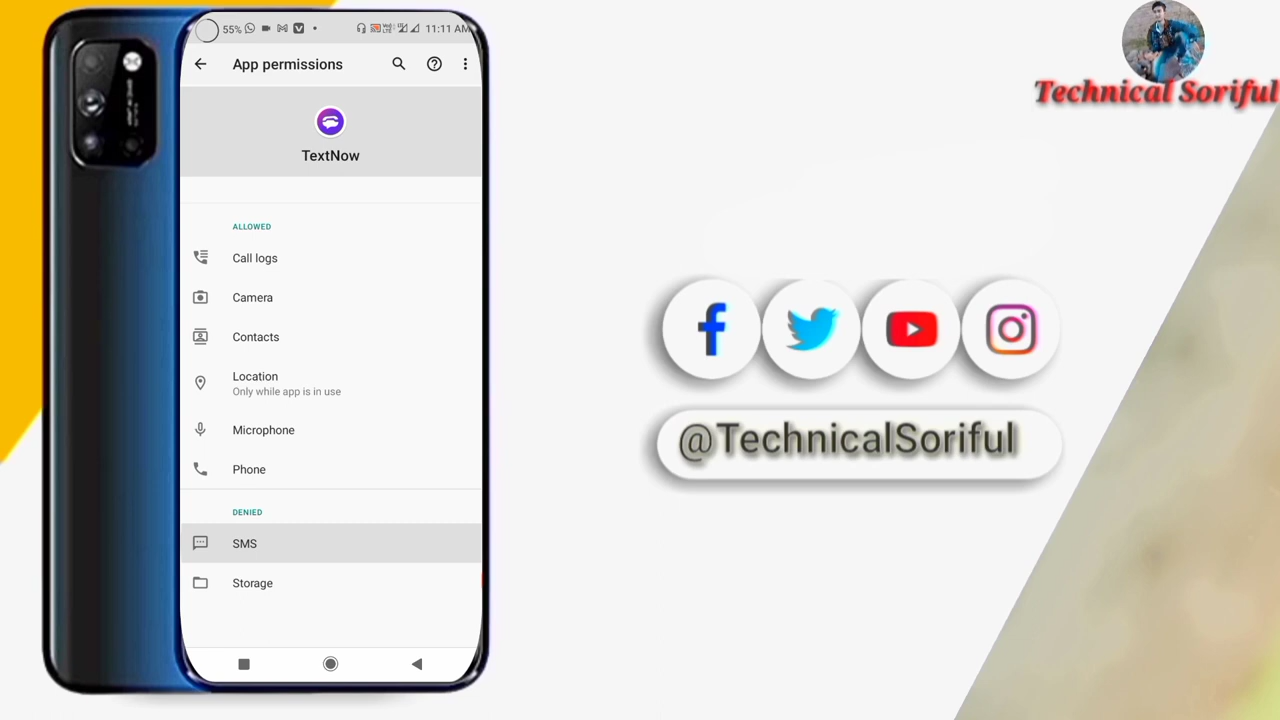 55% 11:11 AM
App permissions
TextNow
ALLOWED
Call logs
Camera
Contacts
Location
Only while app is in use
Microphone
Phone
DENIED
SMS
Storage
Technical Soriful
@TechnicalSoriful